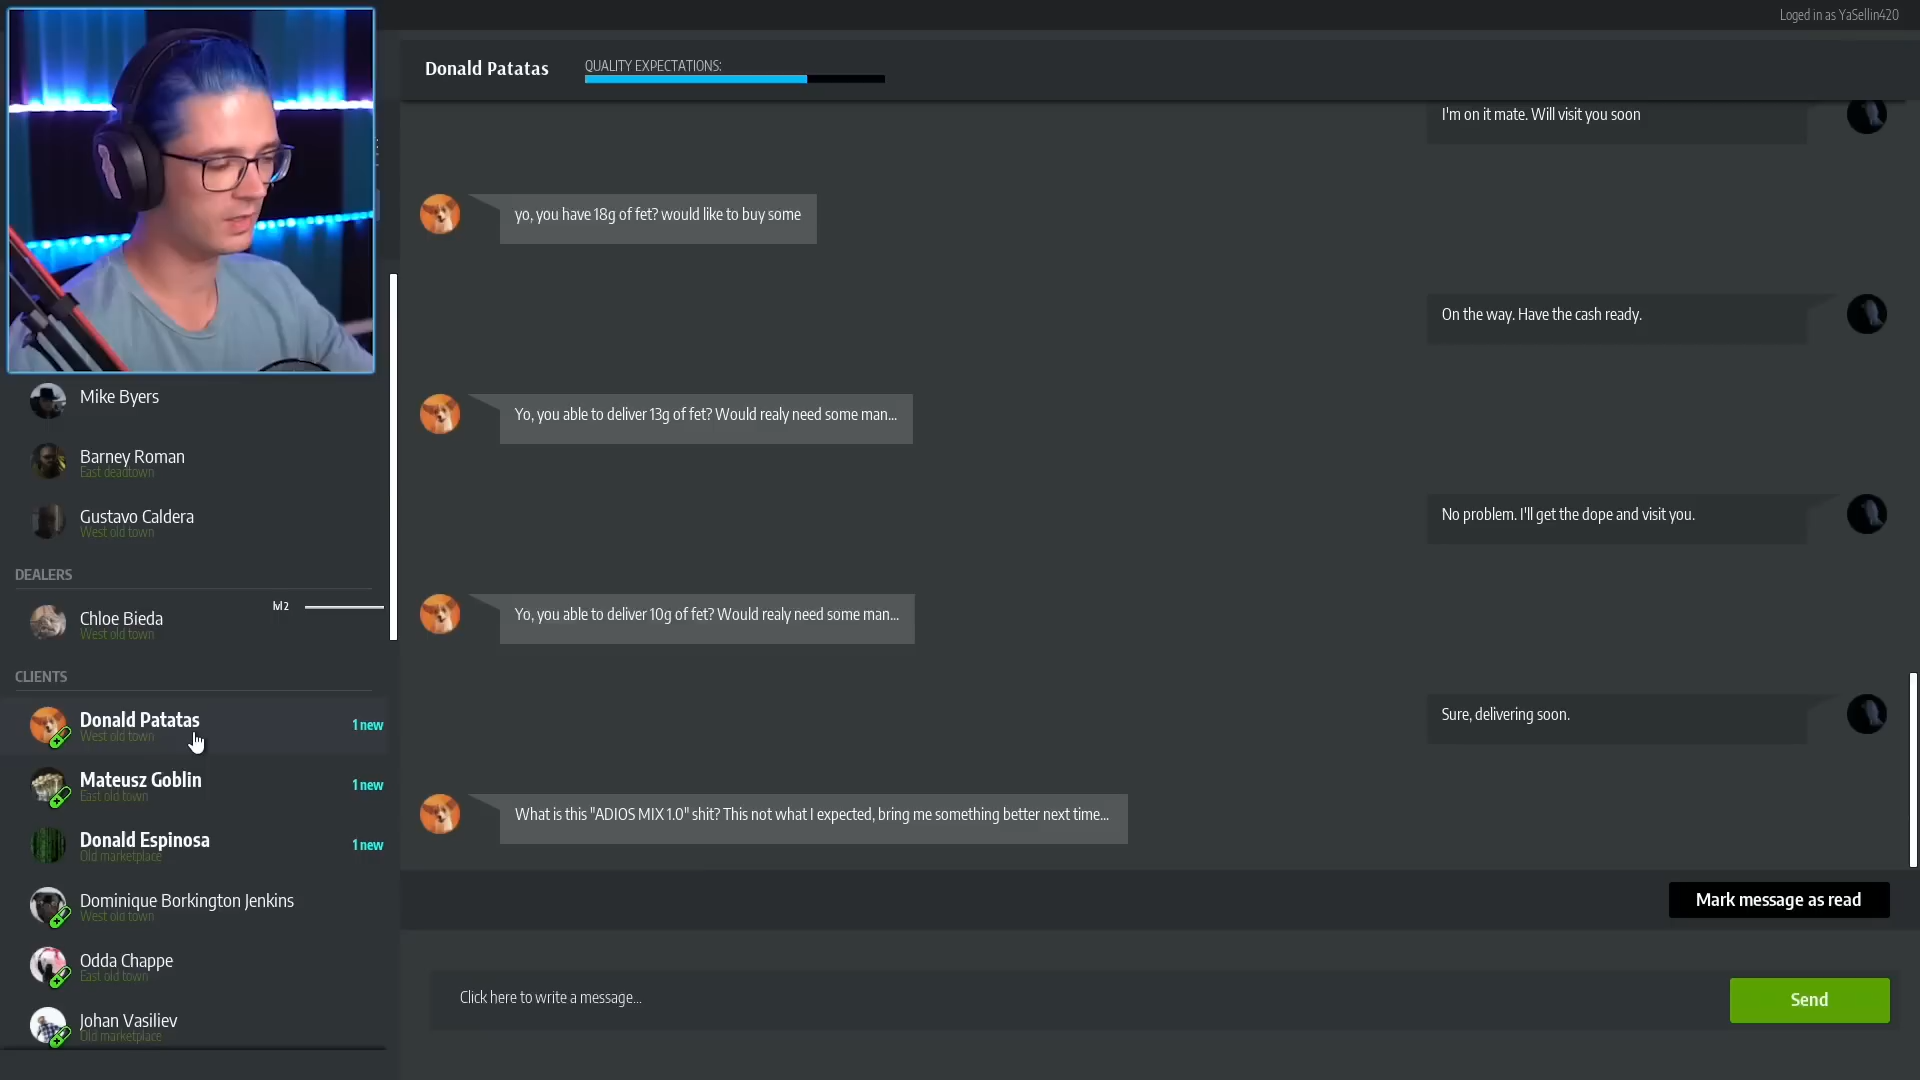 Loged in as YaSellin420
Donald Patatas
QUALITY EXPECTATIONS:
I'm on it mate. Will visit you soon
yo, you have 18g of fet? would like to buy some
On the way. Have the cash ready.
Yo, you able to deliver 13g of fet? Would realy need some man...
No problem. I'll get the dope and visit you.
Yo, you able to deliver 10g of fet? Would realy need some man...
Sure, delivering soon.
What is this "ADIOS MIX 1.0" shit? This not what I expected, bring me something better next time...
Mark message as read
Click here to write a message...
Send
Mike Byers
Barney Roman
East deadtown
Gustavo Caldera
West old town
DEALERS
Chloe Bieda
lvl 2
West old town
CLIENTS
Donald Patatas
1 new
West old town
Mateusz Goblin
1 new
East old town
Donald Espinosa
1 new
Old marketplace
Dominique Borkington Jenkins
West old town
Odda Chappe
East old town
Johan Vasiliev
Old marketplace